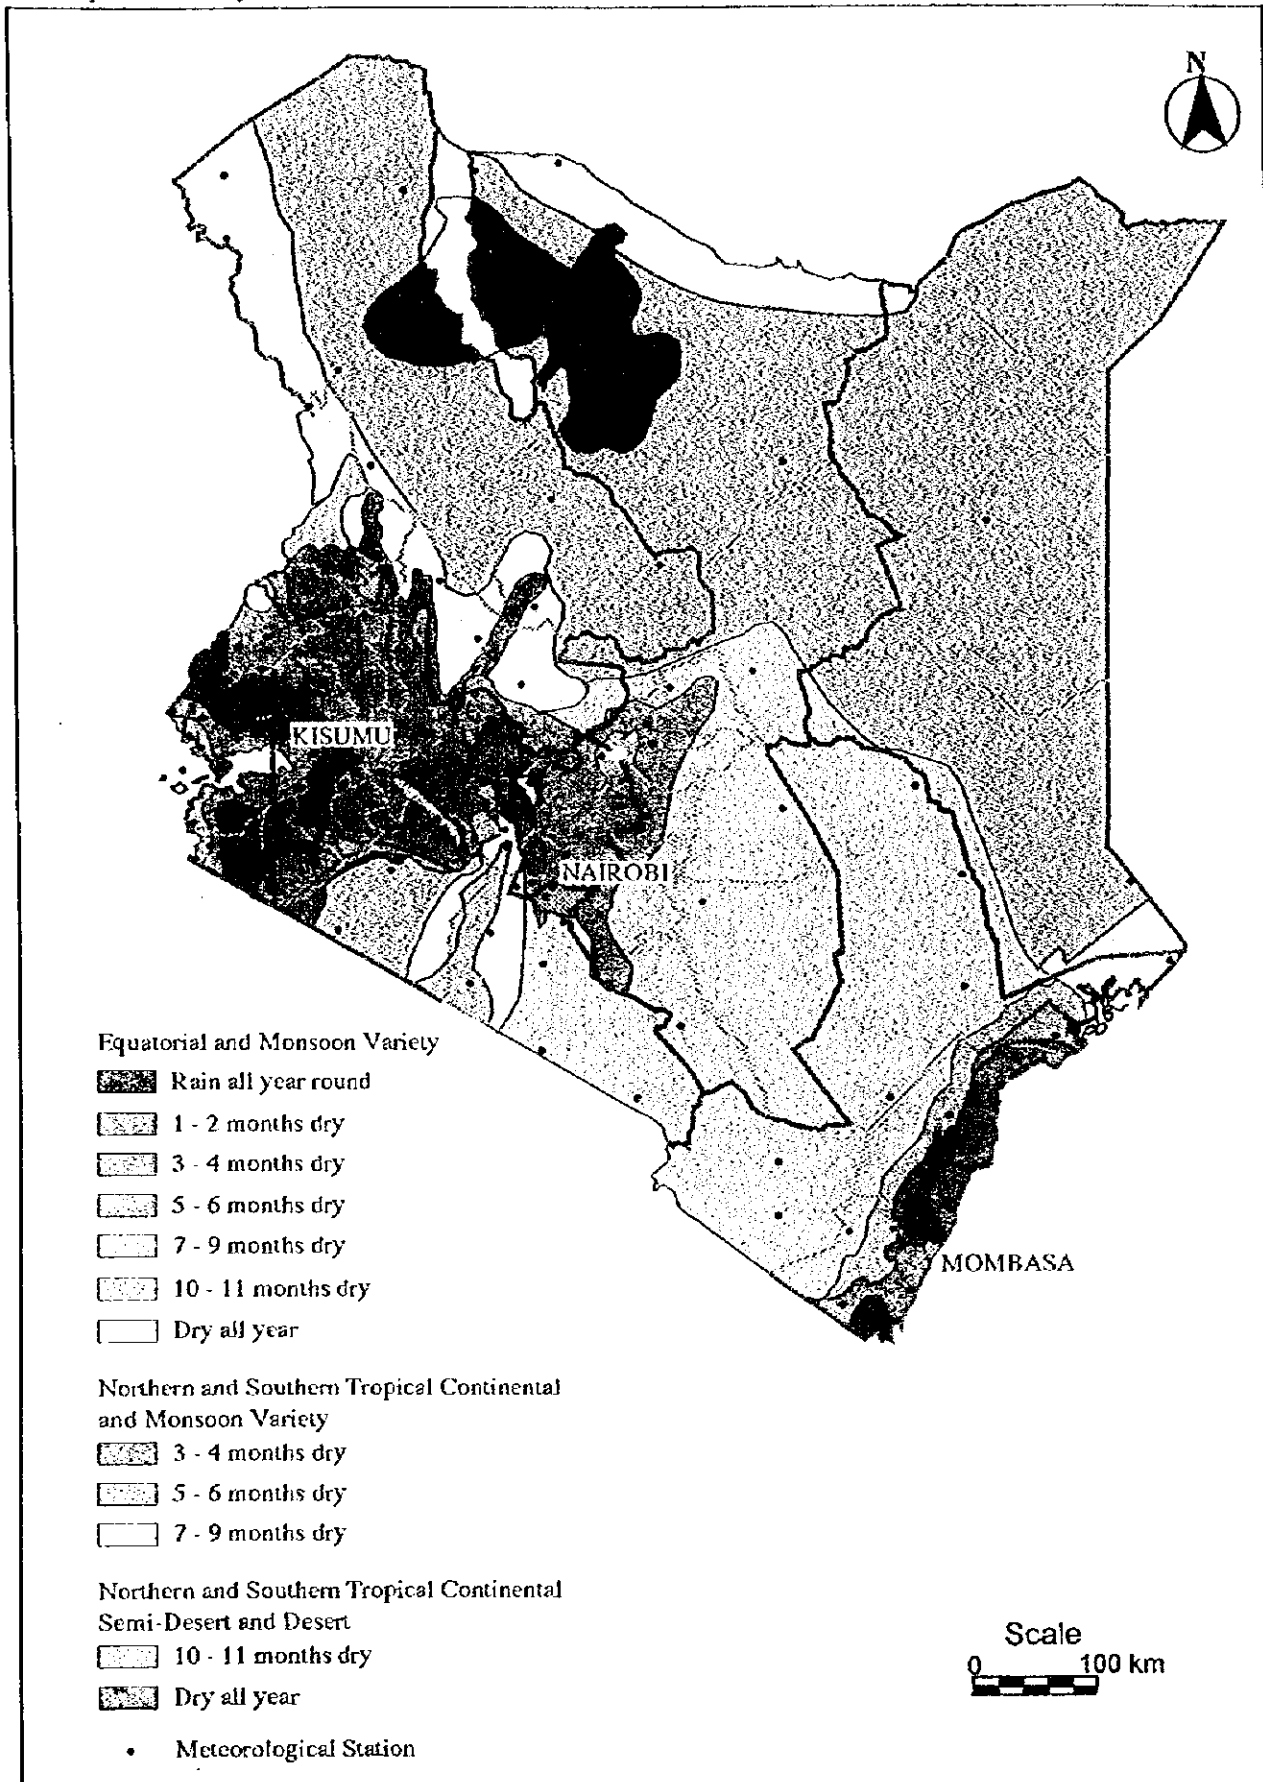 N
KISUMU
NAIROBI
MOMBASA
Equatorial and Monsoon Variety
Rain all year round
1 - 2 months dry
3 - 4 months dry
5 - 6 months dry
7 - 9 months dry
10 - 11 months dry
Dry all year
Northern and Southern Tropical Continental
and Monsoon Variety
3 - 4 months dry
5 - 6 months dry
7 - 9 months dry
Northern and Southern Tropical Continental
Semi-Desert and Desert
10 - 11 months dry
Dry all year
Meteorological Station
Scale
0 100 km